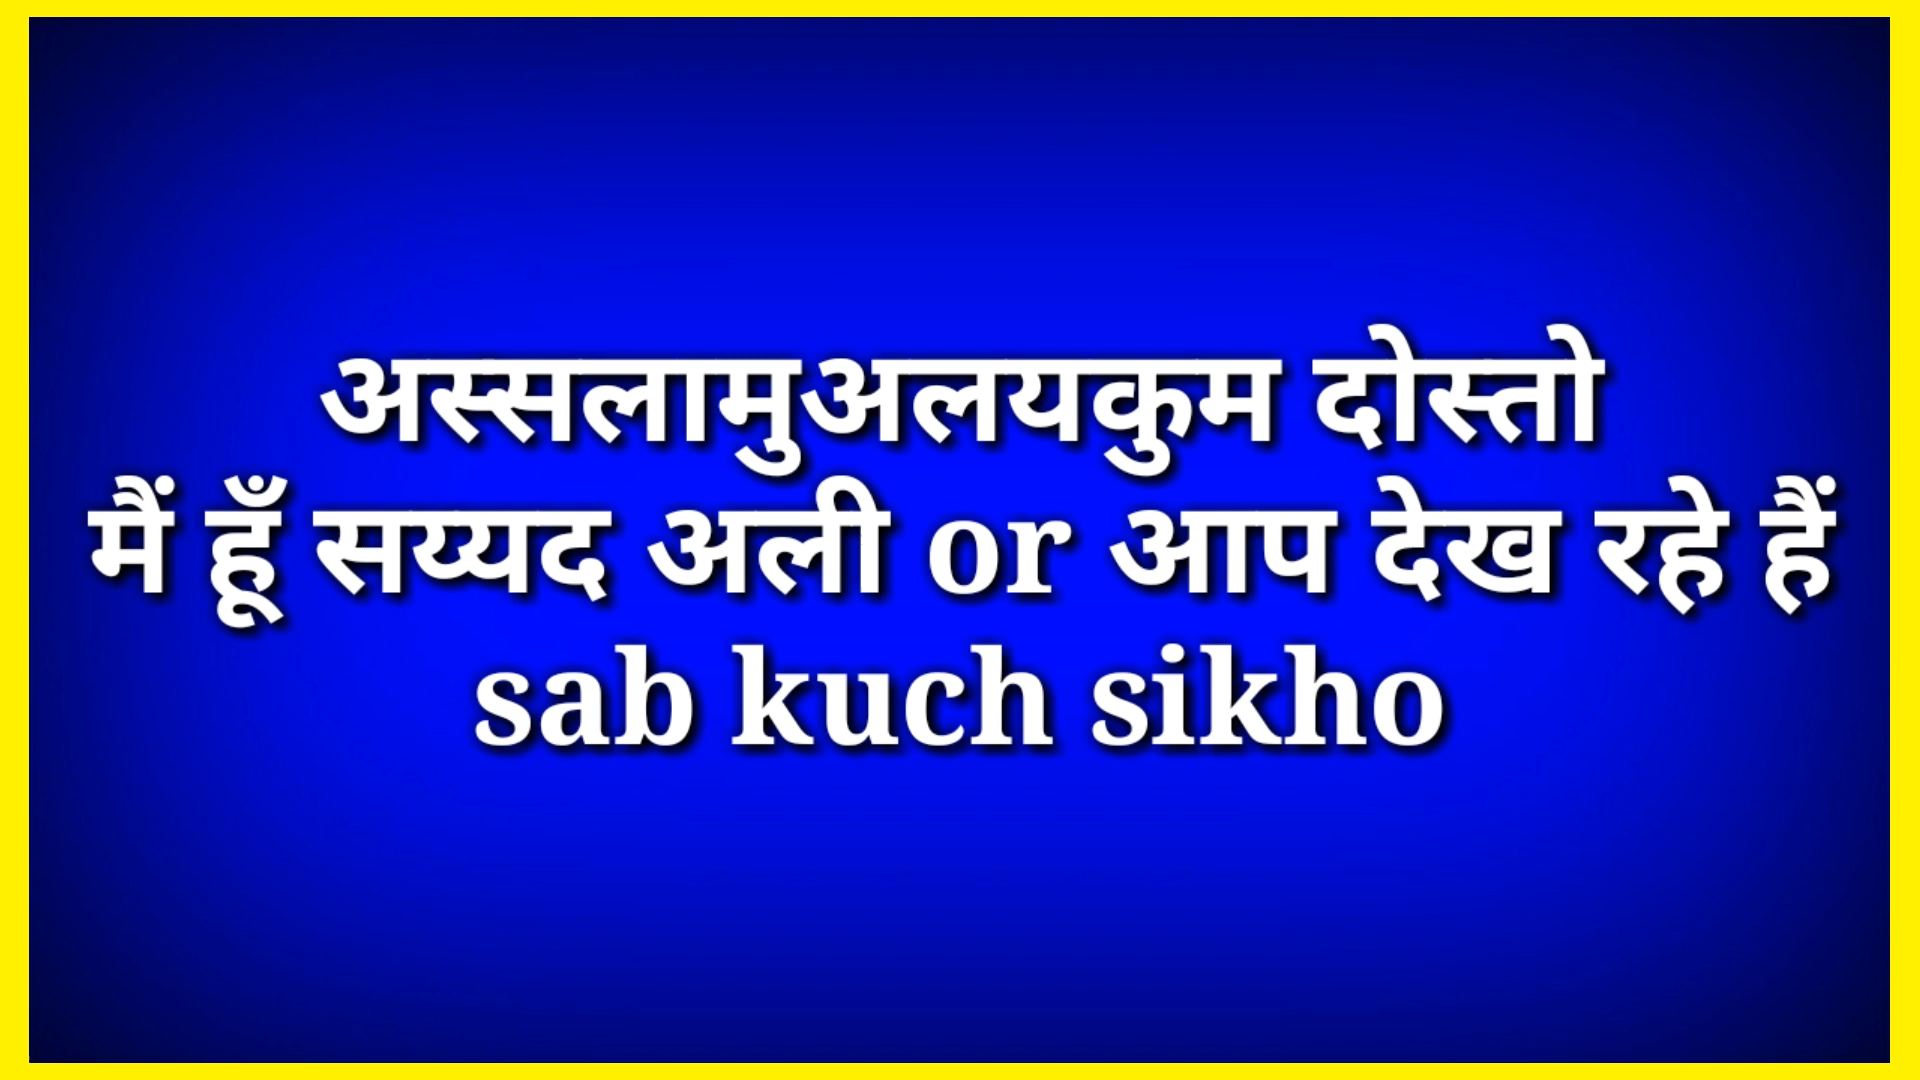 अस्सलामुअलयकुम दोस्तो
मैं हूँ सय्यद अली or आप देख रहे हैं
sab kuch sikho